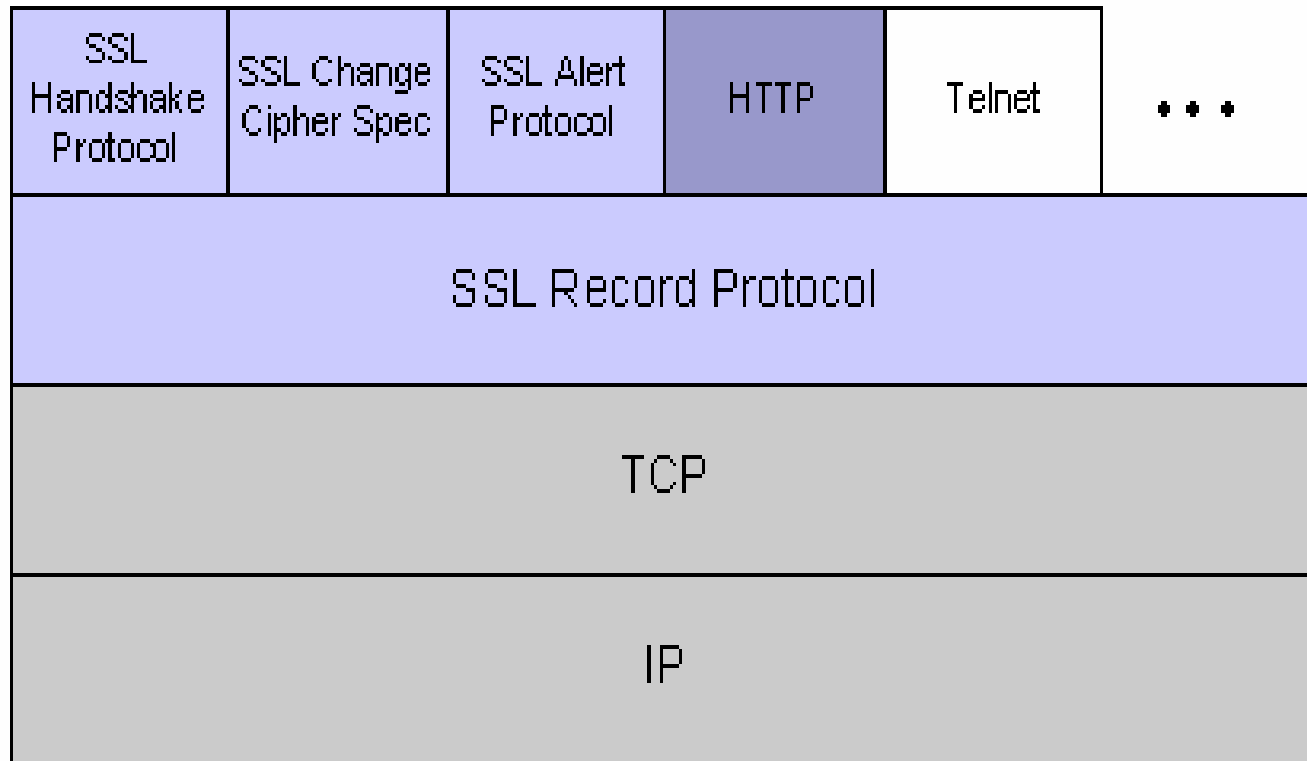 SSL
Handshake
Protocol
SSL Change
Cipher Spec
SSL Alert
Protocol
HTTP
Telnet
...
SSL Record Protocol
TCP
IP